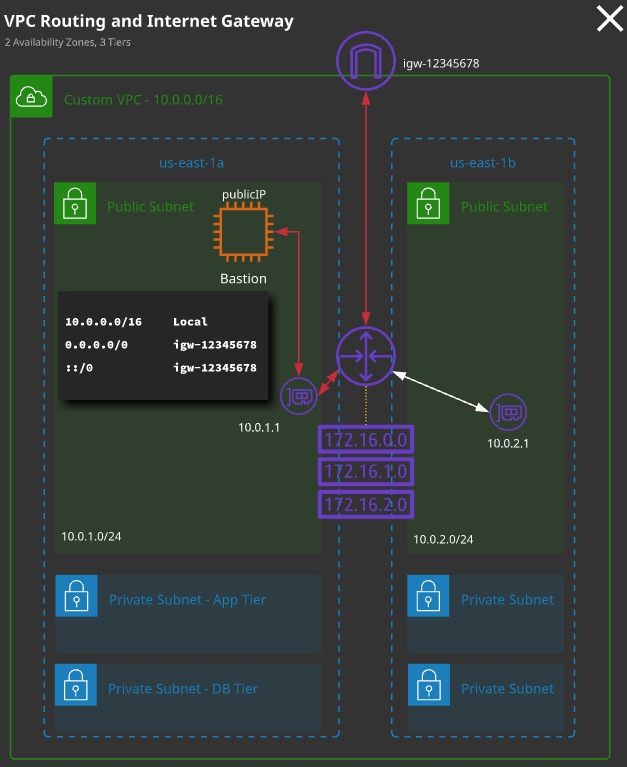 VPC Routing and Internet Gateway
2 Availability Zones, 3 Tiers
igw-12345678
Custom VPC - 10.0.0.0/16
us-east-1a
us-east-1b
Public Subnet
publicIP
Public Subnet
Bastion
10.0.0.0/16 Local
0.0.0.0/0 igw-12345678
::/0 igw-12345678
10.0.1.1
10.0.2.1
172.16.0.0
172.16.1.0
172.16.2.0
10.0.1.0/24
10.0.2.0/24
Private Subnet - App Tier
Private Subnet
Private Subnet - DB Tier
Private Subnet